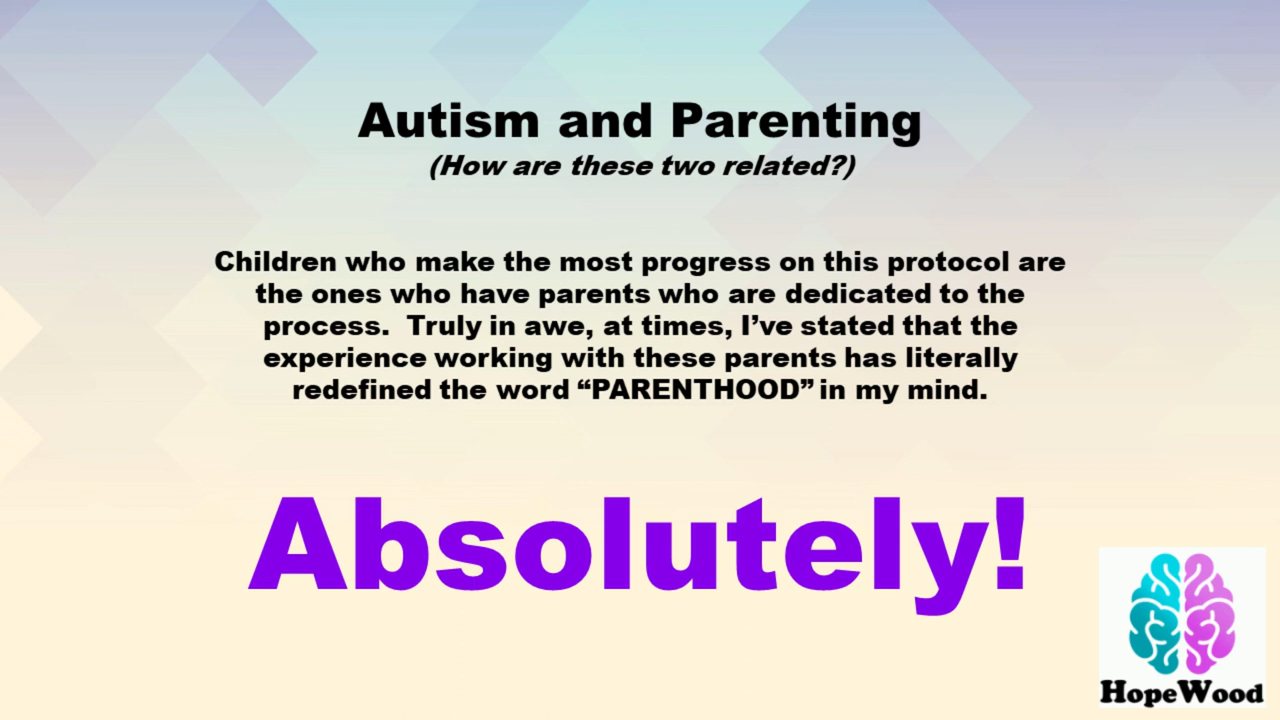 Autism and Parenting
(How are these two related?)
Children who make the most progress on this protocol are
the ones who have parents who are dedicated to the
process.  Truly in awe, at times, I’ve stated that the
experience working with these parents has literally
redefined the word “PARENTHOOD” in my mind.
Absolutely!
HopeWood